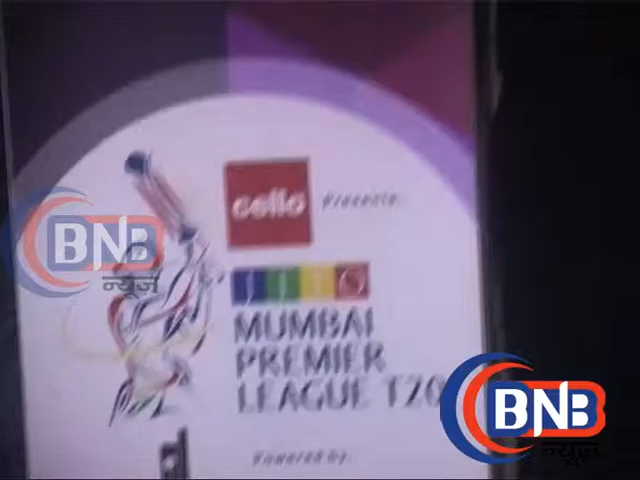 cello Presents
MUMBAI
PREMIER
LEAGUE T20
Powered by
BNB
न्यूज
BNB
न्यूज